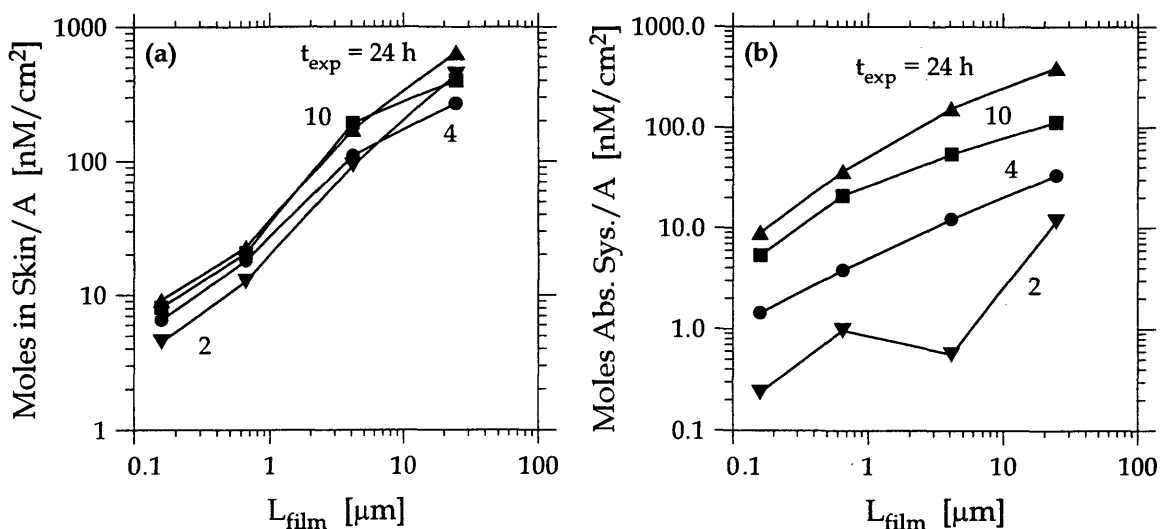 (a)
t_exp = 24 h
10
4
2
1000
100
10
1
0.1
1
10
100
Moles in Skin/A [nM/cm²]
L_film [µm]
(b)
t_exp = 24 h
10
4
2
1000.0
100.0
10.0
1.0
0.1
0.1
1
10
100
Moles Abs. Sys./A [nM/cm²]
L_film [µm]